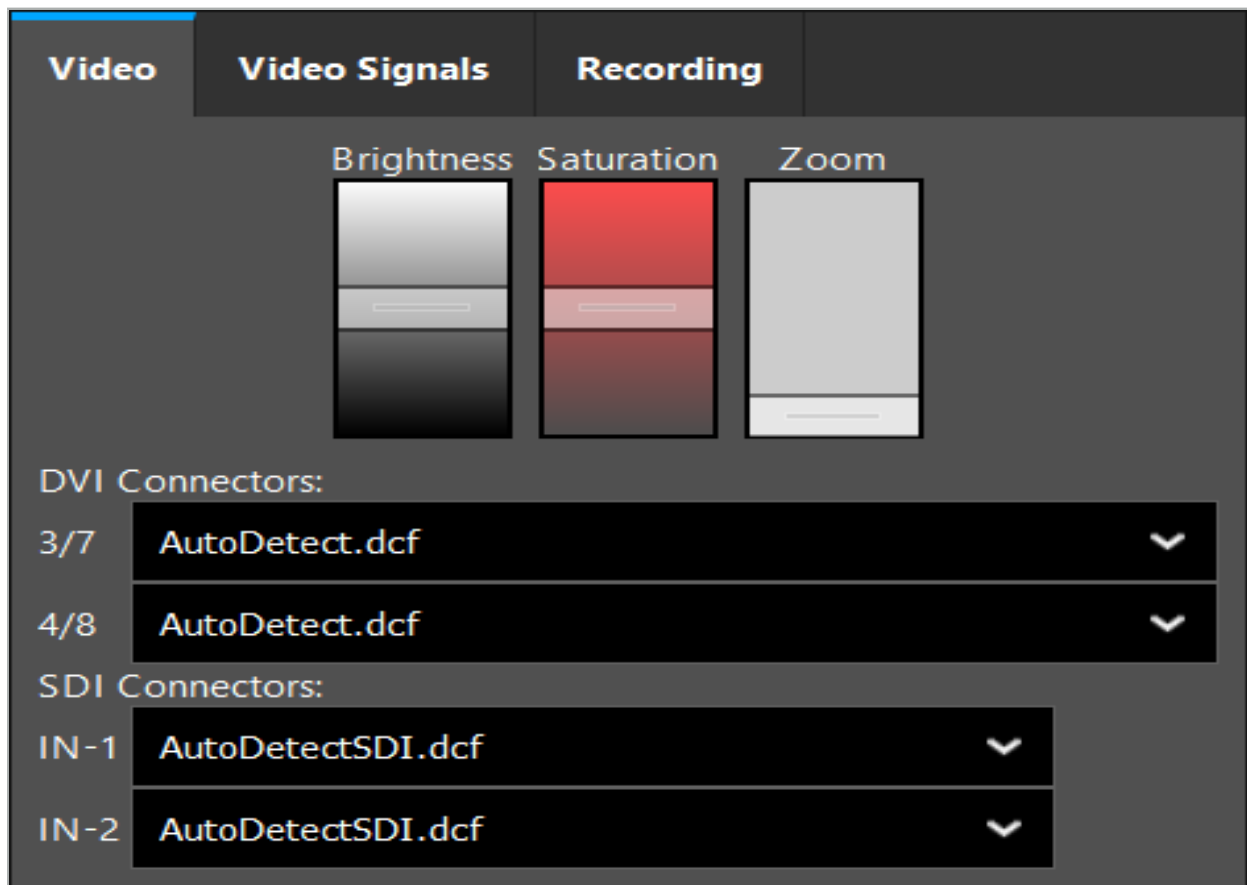 Video Video Signals Recording
Brightness Saturation Zoom
DVI Connectors:
3/7 AutoDetect.dcf
4/8 AutoDetect.dcf
SDI Connectors:
IN-1 AutoDetectSDI.dcf
IN-2 AutoDetectSDI.dcf